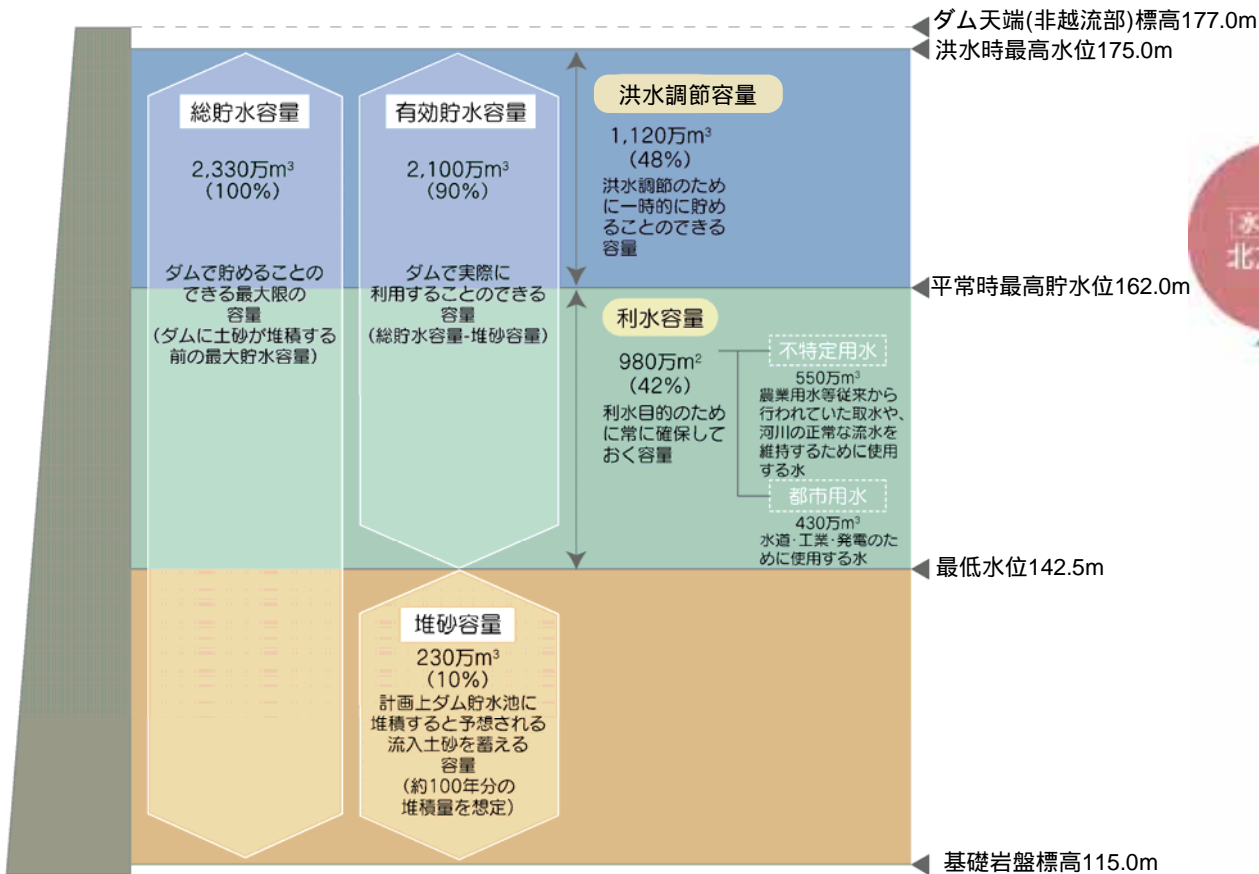 ダム天端(非越流部)標高177.0m
洪水時最高水位175.0m
総貯水容量
2,330万m³
(100%)
ダムで貯めることの
できる最大限の
容量
(ダムに土砂が堆積する
前の最大貯水容量)
有効貯水容量
2,100万m³
(90%)
ダムで実際に
利用することのできる
容量
(総貯水容量-堆砂容量)
洪水調節容量
1,120万m³
(48%)
洪水調節のため
に一時的に貯め
ることのできる
容量
平常時最高貯水位162.0m
利水容量
980万m²
(42%)
利水目的のため
に常に確保して
おく容量
不特定用水
550万m³
農業用水等従来から
行われていた取水や、
河川の正常な流水を
維持するために使用
する水
都市用水
430万m³
水道・工業・発電のた
めに使用する水
最低水位142.5m
堆砂容量
230万m³
(10%)
計画上ダム貯水池に
堆積すると予想される
流入土砂を蓄える
容量
(約100年分の
堆積量を想定)
基礎岩盤標高115.0m
北